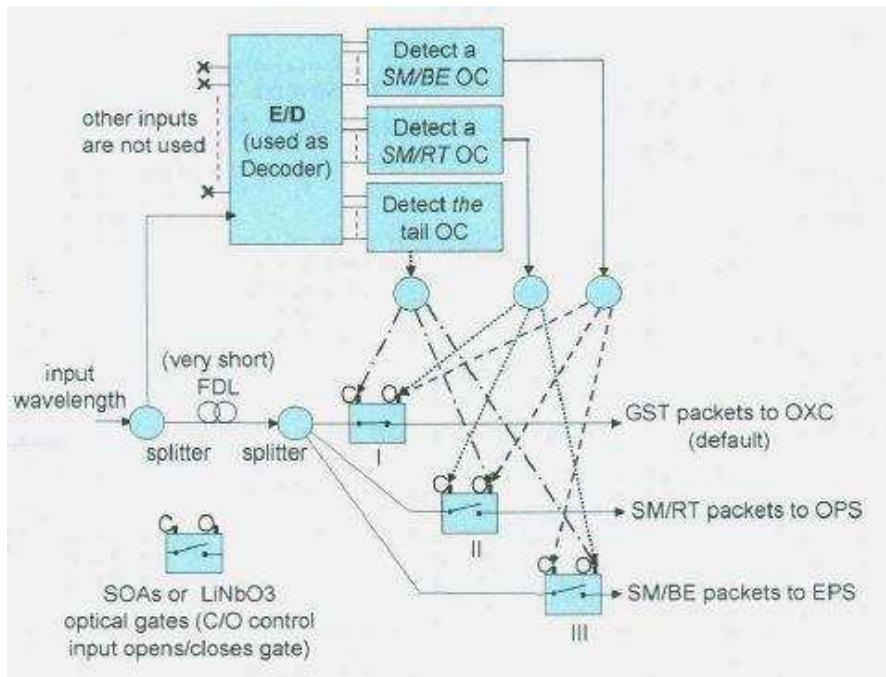 other inputs
are not used
E/D
(used as
Decoder)
Detect a
SM/BE OC
Detect a
SM/RT OC
Detect the
tail OC
input
wavelength
(very short)
FDL
splitter
splitter
C O
I
GST packets to OXC
(default)
C O
II
SM/RT packets to OPS
C O
III
SM/BE packets to EPS
C O
SOAs or LiNbO3
optical gates (C/O control
input opens/closes gate)